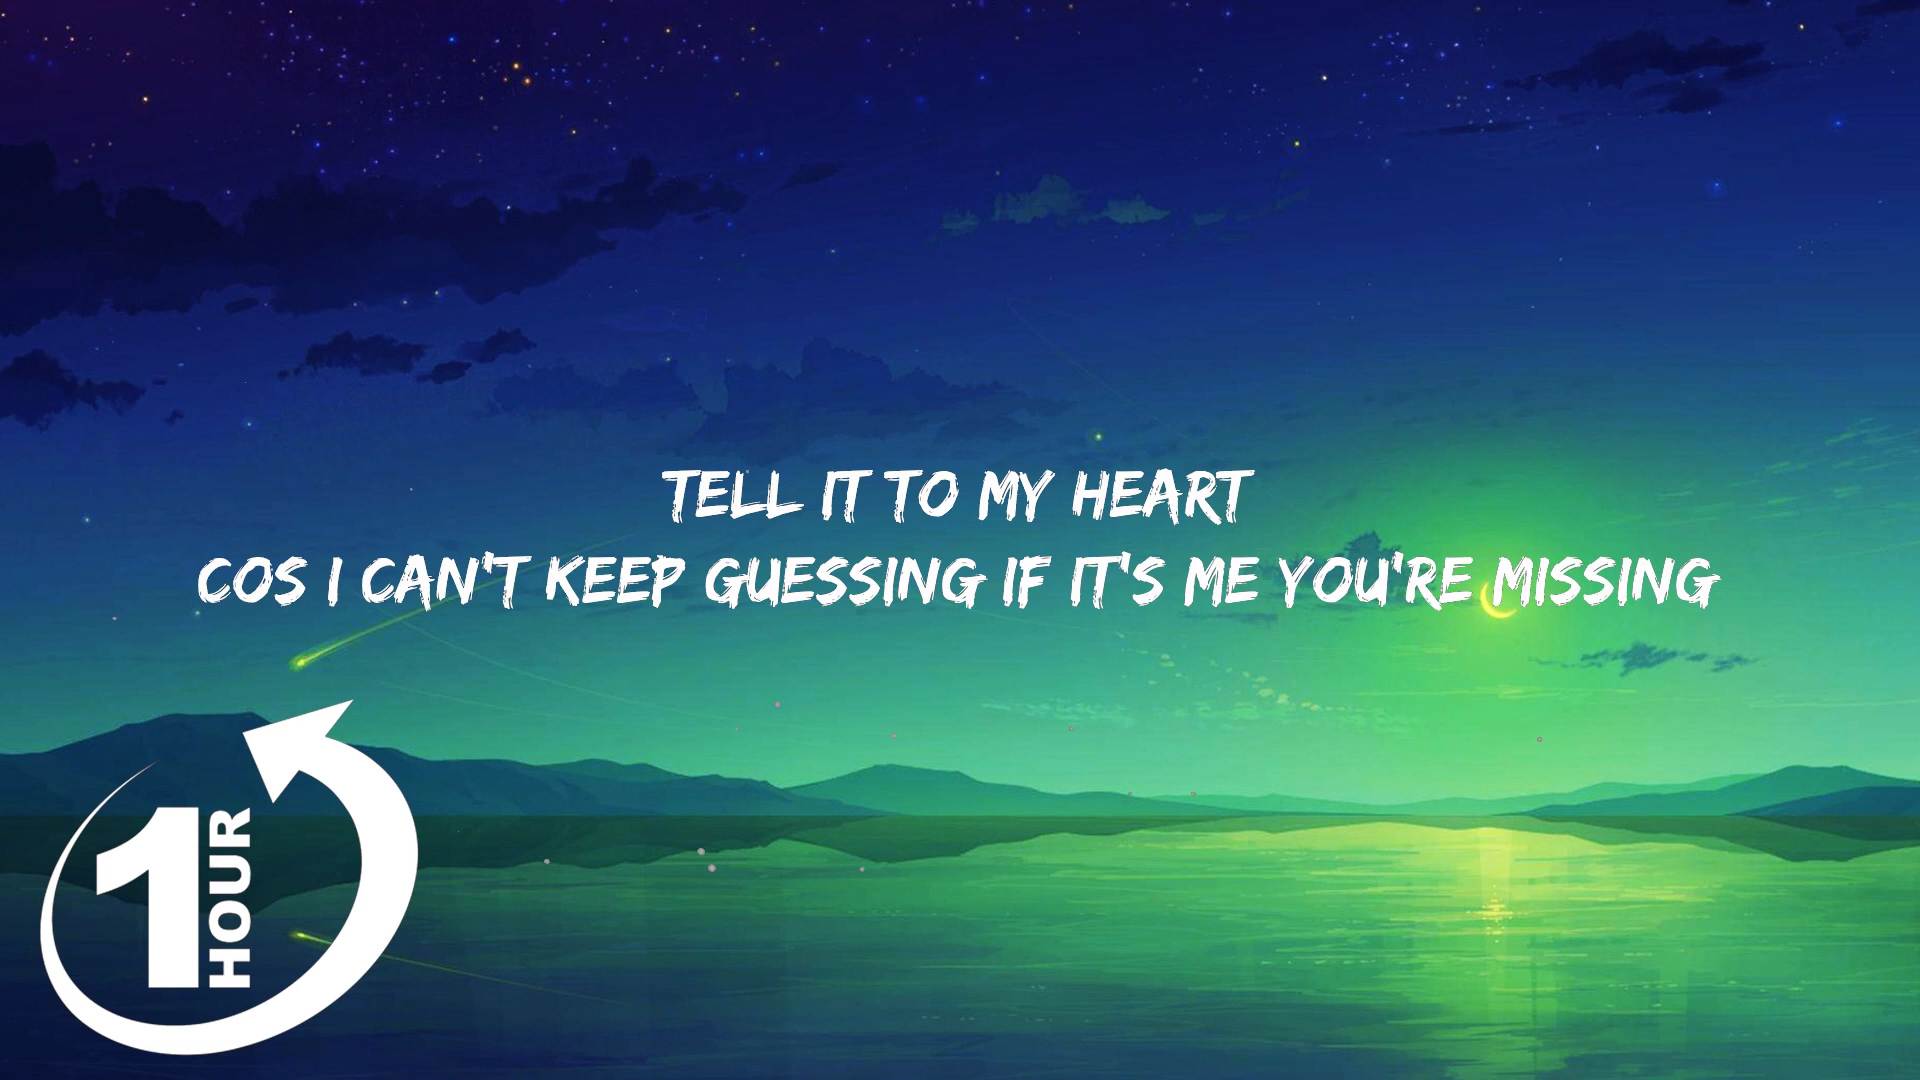 TELL IT TO MY HEART
COS I CAN'T KEEP GUESSING IF IT'S ME YOU'RE MISSING
1
HOUR